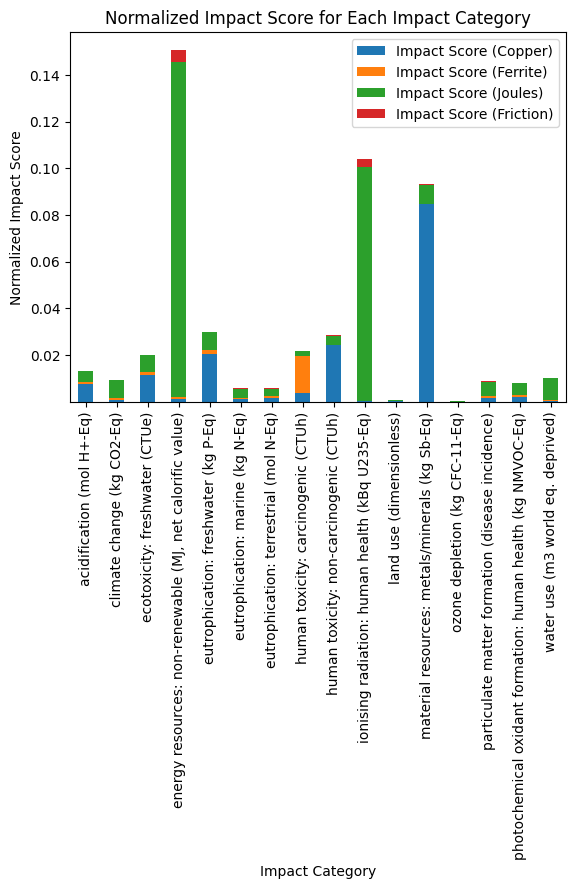 Normalized Impact Score for Each Impact Category
Impact Score (Copper)
Impact Score (Ferrite)
Impact Score (Joules)
Impact Score (Friction)
Normalized Impact Score
0.14
0.12
0.10
0.08
0.06
0.04
0.02
acidification (mol H+-Eq)
climate change (kg CO2-Eq)
ecotoxicity: freshwater (CTUe)
energy resources: non-renewable (MJ, net calorific value)
eutrophication: freshwater (kg P-Eq)
eutrophication: marine (kg N-Eq)
eutrophication: terrestrial (mol N-Eq)
human toxicity: carcinogenic (CTUh)
human toxicity: non-carcinogenic (CTUh)
ionising radiation: human health (kBq U235-Eq)
land use (dimensionless)
material resources: metals/minerals (kg Sb-Eq)
ozone depletion (kg CFC-11-Eq)
particulate matter formation (disease incidence)
photochemical oxidant formation: human health (kg NMVOC-Eq)
water use (m3 world eq. deprived)
Impact Category